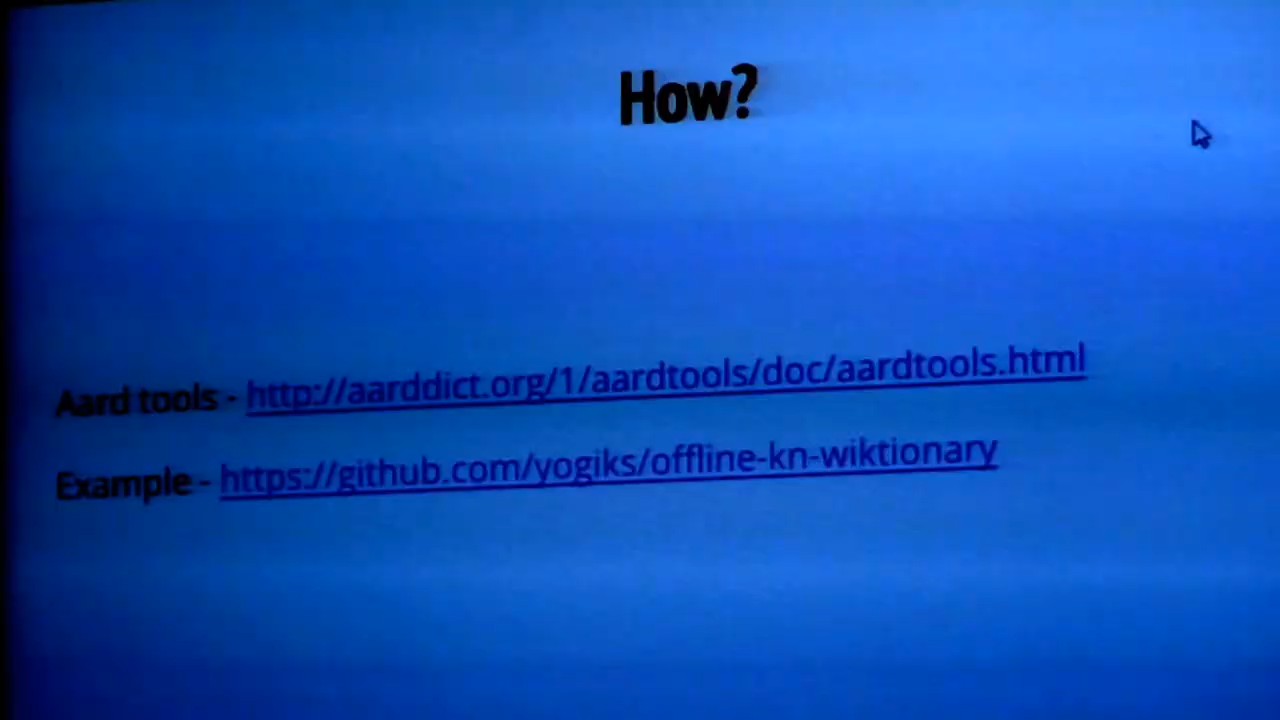 How?
Aard tools - http://aarddict.org/1/aardtools/doc/aardtools.html
Example - https://github.com/yogiks/offline-kn-wiktionary